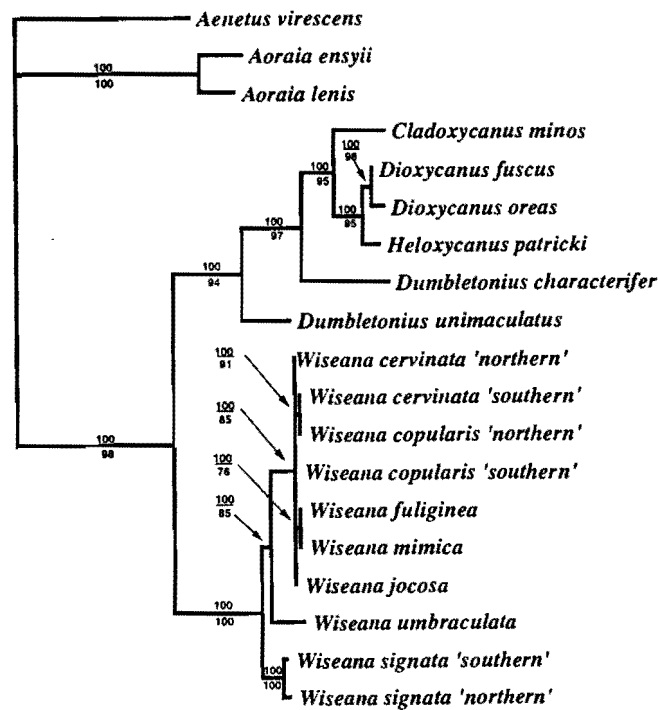 Aenetus virescens
Aoraia ensyii
100
100
Aoraia lenis
Cladoxycanus minos
100
96
Dioxycanus fuscus
100
95
Dioxycanus oreas
100
95
Heloxycanus patricki
100
97
Dumbletonius characterifer
100
94
Dumbletonius unimaculatus
100
91
Wiseana cervinata 'northern'
Wiseana cervinata 'southern'
100
85
Wiseana copularis 'northern'
100
98
100
76
Wiseana copularis 'southern'
100
85
Wiseana fuliginea
Wiseana mimica
Wiseana jocosa
100
100
Wiseana umbraculata
Wiseana signata 'southern'
100
100
Wiseana signata 'northern'